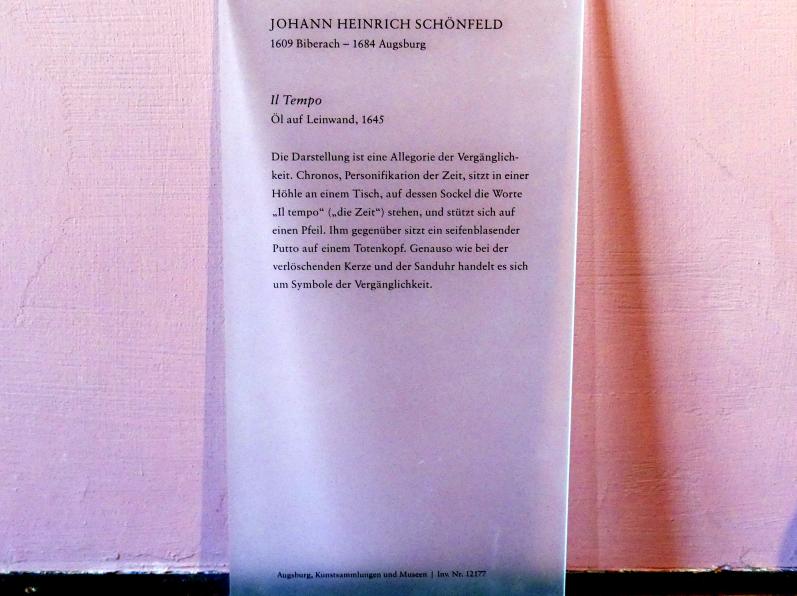 JOHANN HEINRICH SCHÖNFELD
1609 Biberach – 1684 Augsburg
Il Tempo
Öl auf Leinwand, 1645
Die Darstellung ist eine Allegorie der Vergänglich-
keit. Chronos, Personifikation der Zeit, sitzt in einer
Höhle an einem Tisch, auf dessen Sockel die Worte
„Il tempo“ („die Zeit“) stehen, und stützt sich auf
einen Pfeil. Ihm gegenüber sitzt ein seifenblasender
Putto auf einem Totenkopf. Genauso wie bei der
verlöschenden Kerze und der Sanduhr handelt es sich
um Symbole der Vergänglichkeit.
Augsburg, Kunstsammlungen und Museen | Inv. Nr. 12177